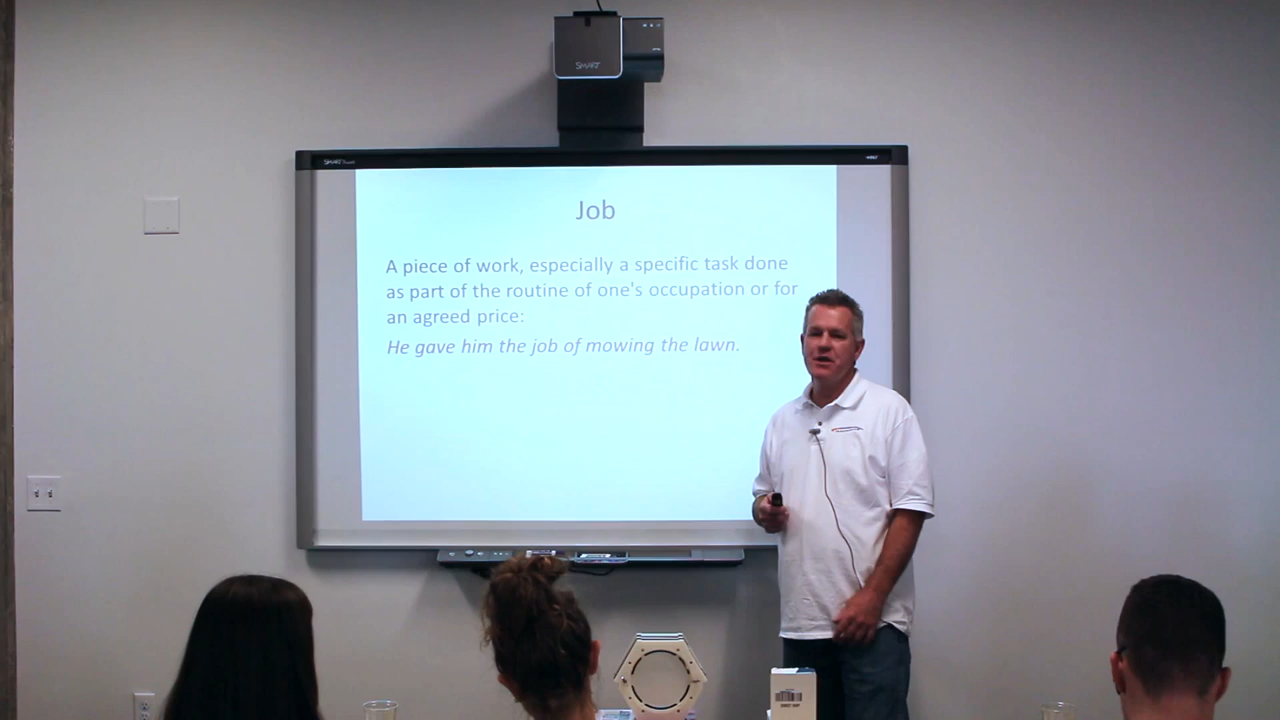 SMART
SMART
Job
A piece of work, especially a specific task done
as part of the routine of one's occupation or for
an agreed price:
He gave him the job of mowing the lawn.